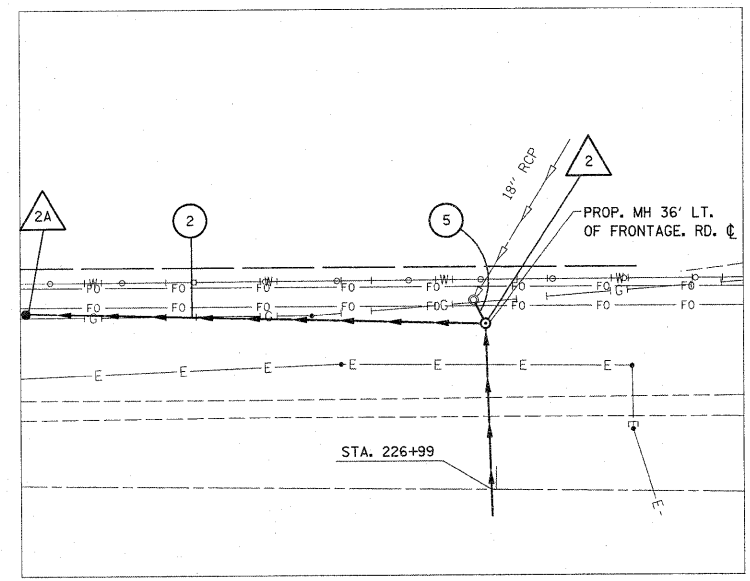 18" RCP
2
2A
2
5
PROP. MH 36' LT.
OF FRONTAGE. RD. ℄
W W W W
FO FO FO FO FO FO
G
FO FO FO FO FO FO
G
G G
E E E E E E
STA. 226+99
E